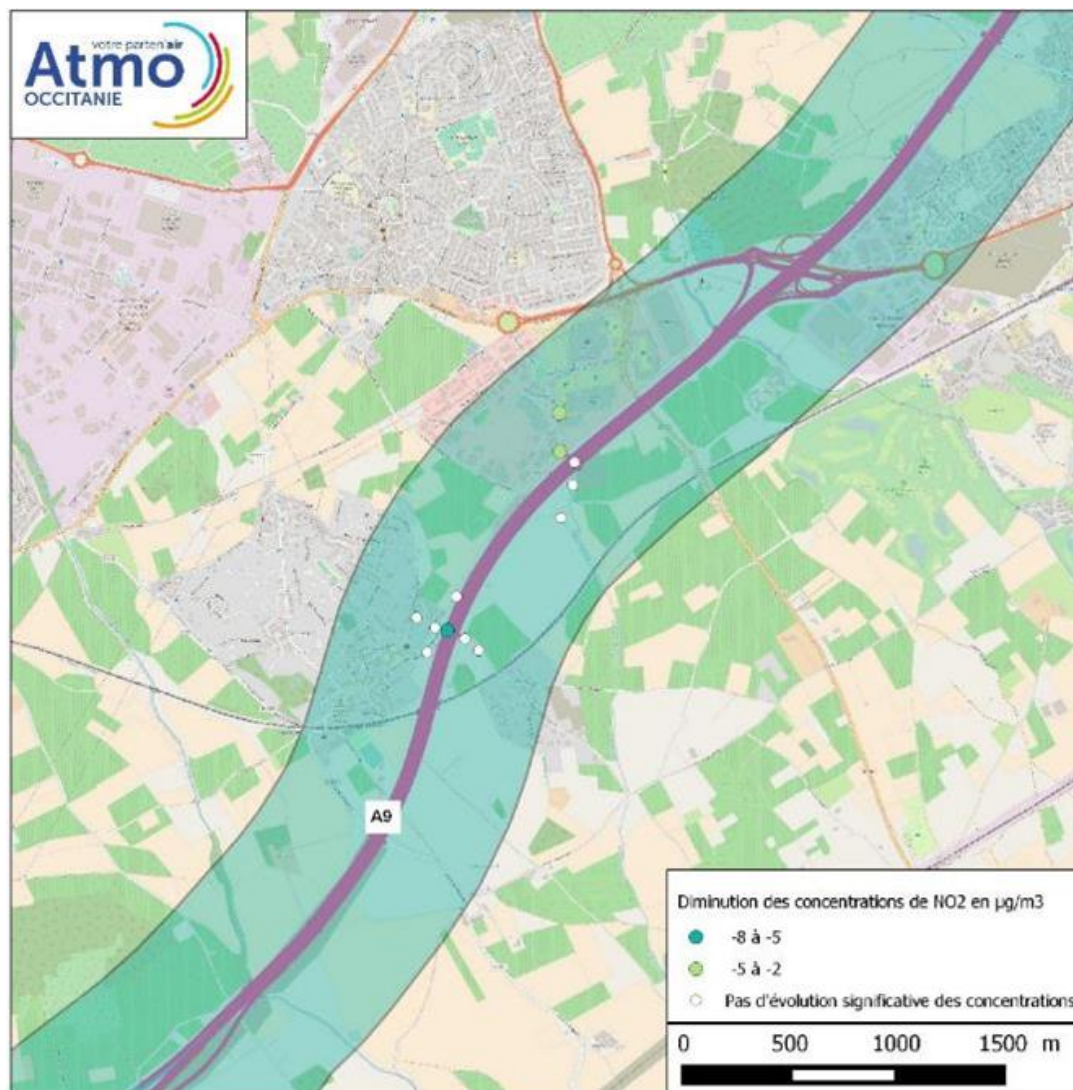 votre parten'air
Atmo
OCCITANIE
A9
Diminution des concentrations de NO2 en µg/m3
-8 à -5
-5 à -2
Pas d'évolution significative des concentrations
0 500 1000 1500 m